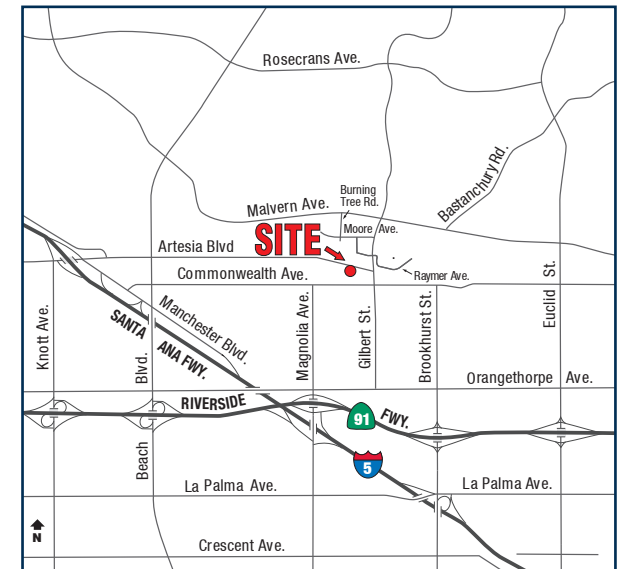 Rosecrans Ave.
Bastanchury Rd.
Burning
Tree Rd.
Malvern Ave.
Moore Ave.
SITE
Artesia Blvd
Commonwealth Ave.
Raymer Ave.
Knott Ave.
SANTA ANA FWY.
Manchester Blvd.
Magnolia Ave.
Gilbert St.
Brookhurst St.
Euclid St.
Beach Blvd.
Orangethorpe Ave.
RIVERSIDE FWY.
91
5
La Palma Ave.
La Palma Ave.
N
Crescent Ave.